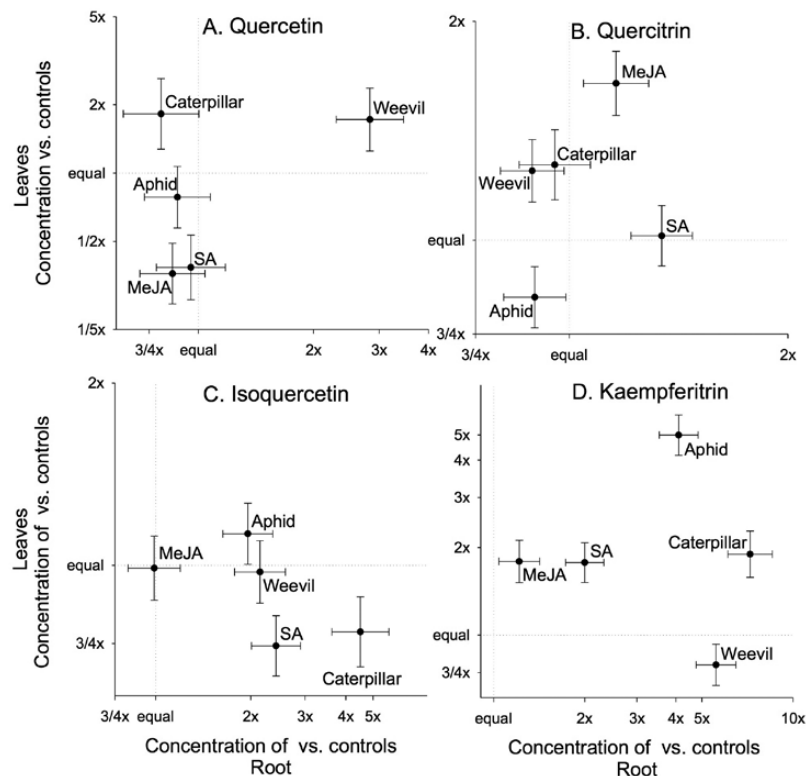 A. Quercetin
5x
2x
equal
1/2x
1/5x
Leaves
Concentration vs. controls
Caterpillar
Weevil
Aphid
SA
MeJA
3/4x equal 2x 3x 4x
B. Quercitrin
2x
equal
3/4x
MeJA
Caterpillar
Weevil
SA
Aphid
3/4x equal 2x
C. Isoquercetin
2x
equal
3/4x
Leaves
Concentration of vs. controls
Aphid
MeJA
Weevil
SA
Caterpillar
3/4x equal 2x 3x 4x 5x
Concentration of vs. controls
Root
D. Kaempferitrin
5x
4x
3x
2x
equal
3/4x
Aphid
Caterpillar
SA
MeJA
Weevil
equal 2x 3x 4x 5x 10x
Concentration of vs. controls
Root